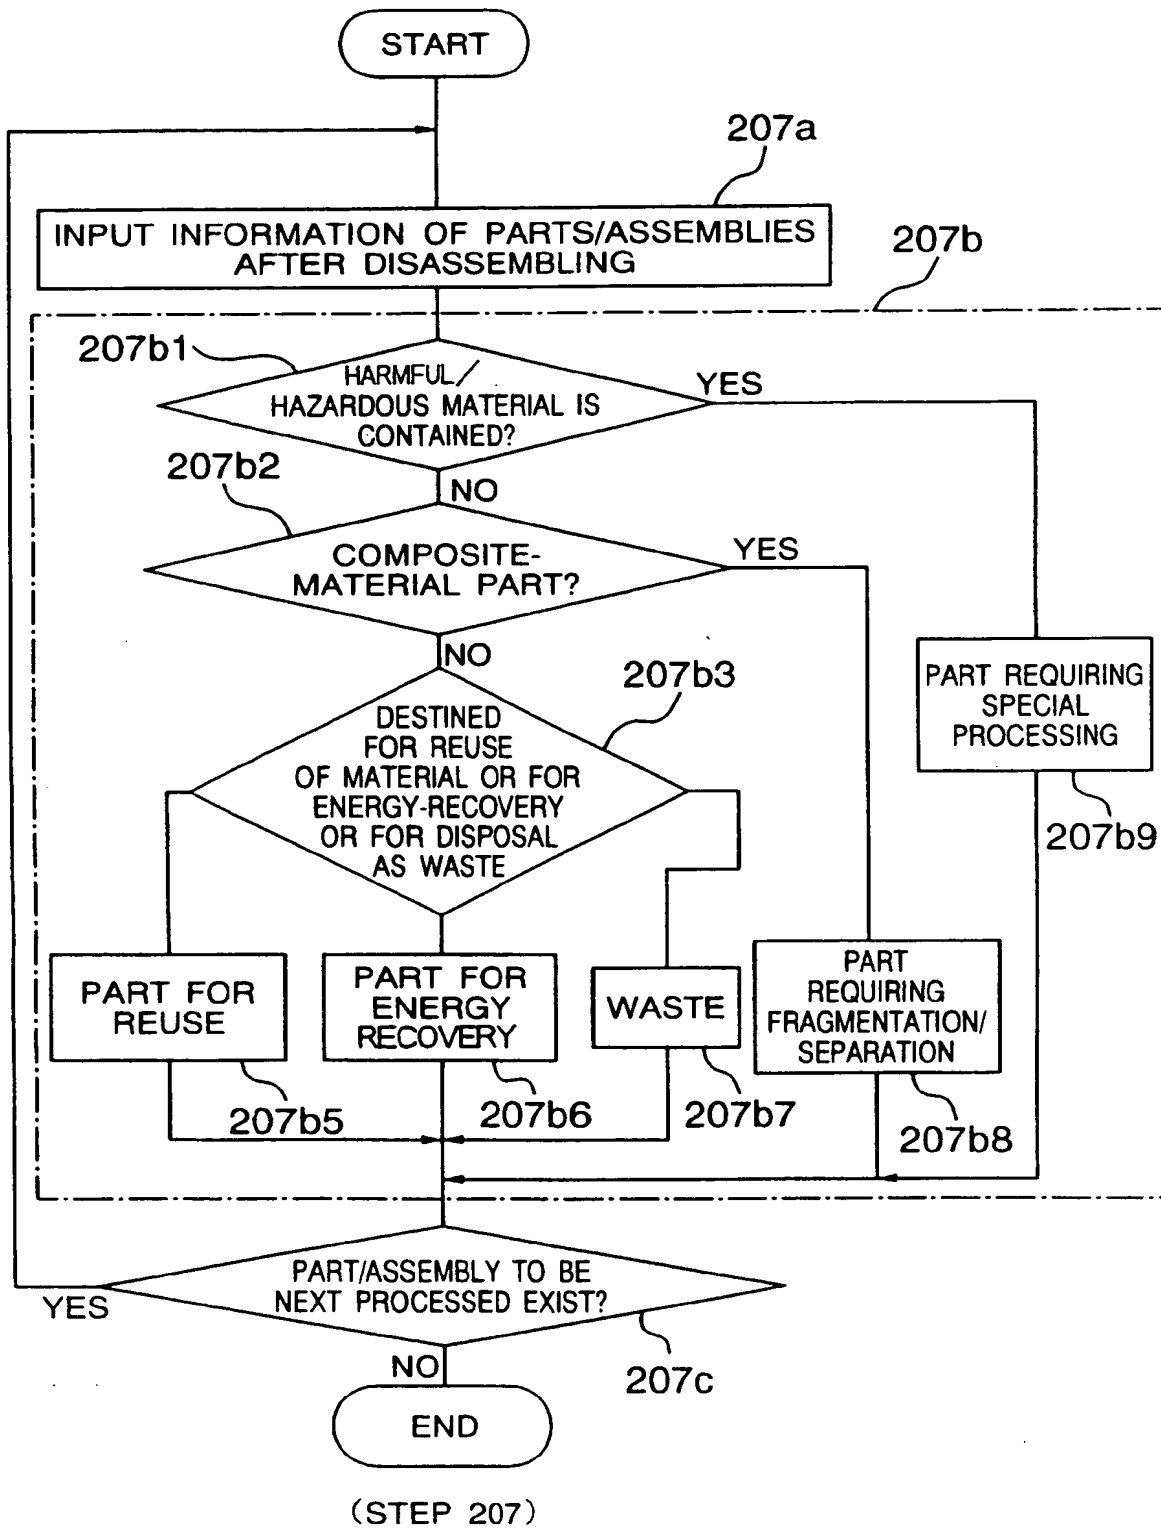 START
207a
INPUT INFORMATION OF PARTS/ASSEMBLIES
AFTER DISASSEMBLING
207b
207b1
HARMFUL/
HAZARDOUS MATERIAL IS
CONTAINED?
YES
NO
207b2
COMPOSITE-
MATERIAL PART?
YES
NO
207b3
DESTINED
FOR REUSE
OF MATERIAL OR FOR
ENERGY-RECOVERY
OR FOR DISPOSAL
AS WASTE
PART REQUIRING
SPECIAL
PROCESSING
207b9
PART FOR
REUSE
207b5
PART FOR
ENERGY
RECOVERY
207b6
WASTE
207b7
PART
REQUIRING
FRAGMENTATION/
SEPARATION
207b8
PART/ASSEMBLY TO BE
NEXT PROCESSED EXIST?
YES
207c
NO
END
(STEP 207)